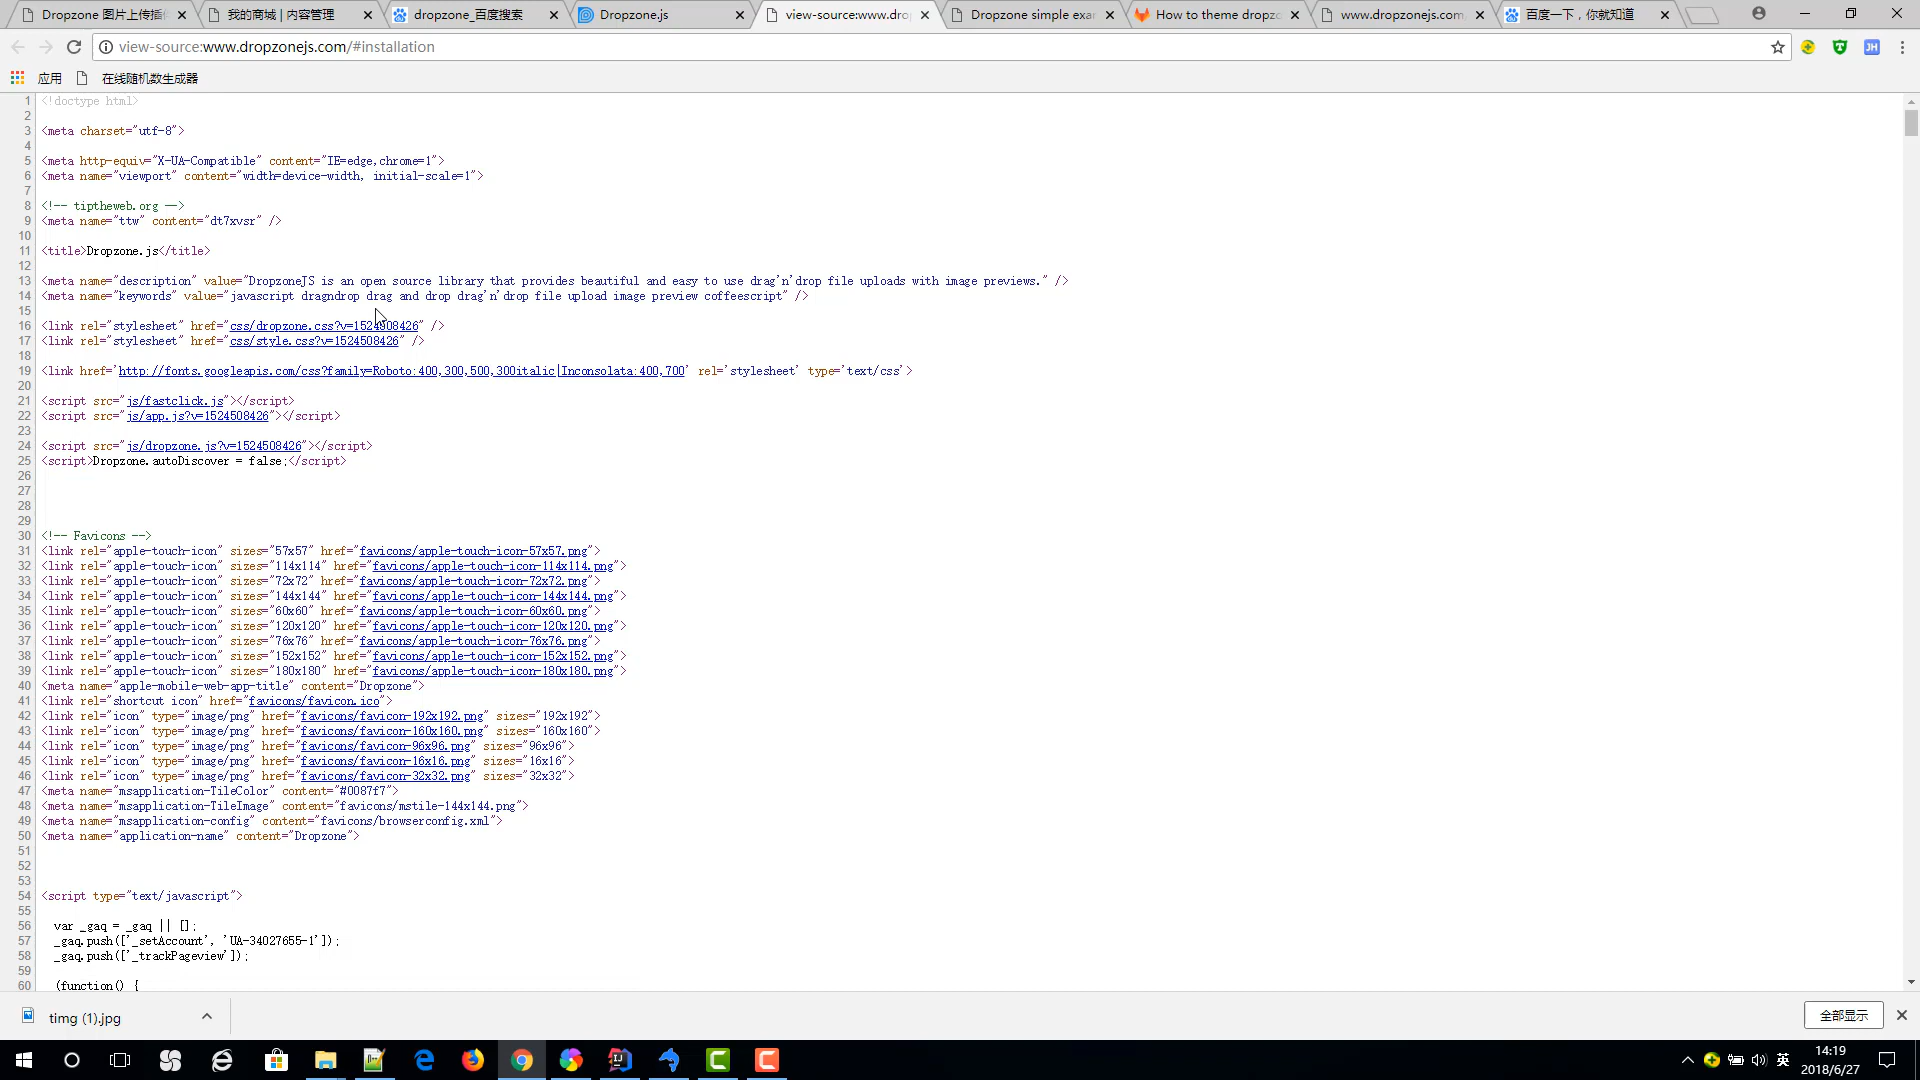 Dropzone 图片上传插
我的商城 | 内容管理
dropzone_百度搜索
Dropzone.js
view-source:www.dro
Dropzone simple exa
How to theme dropz
www.dropzonejs.com
百度一下，你就知道
view-source:www.dropzonejs.com/#installation
应用
在线随机数生成器
1 <!doctype html>
2
3 <meta charset="utf-8">
4
5 <meta http-equiv="X-UA-Compatible" content="IE=edge,chrome=1">
6 <meta name="viewport" content="width=device-width, initial-scale=1">
7
8 <!-- tiptheweb.org -->
9 <meta name="ttw" content="dt7xvsr" />
10
11 <title>Dropzone.js</title>
12
13 <meta name="description" value="DropzoneJS is an open source library that provides beautiful and easy to use drag'n'drop file uploads with image previews." />
14 <meta name="keywords" value="javascript dragndrop drag and drop drag'n'drop file upload image preview coffeescript" />
15
16 <link rel="stylesheet" href="css/dropzone.css?v=1524508426" />
17 <link rel="stylesheet" href="css/style.css?v=1524508426" />
18
19 <link href='http://fonts.googleapis.com/css?family=Roboto:400,300,500,300italic|Inconsolata:400,700' rel='stylesheet' type='text/css'>
20
21 <script src="js/fastclick.js"></script>
22 <script src="js/app.js?v=1524508426"></script>
23
24 <script src="js/dropzone.js?v=1524508426"></script>
25 <script>Dropzone.autoDiscover = false;</script>
26
27
28
29
30 <!-- Favicons -->
31 <link rel="apple-touch-icon" sizes="57x57" href="favicons/apple-touch-icon-57x57.png">
32 <link rel="apple-touch-icon" sizes="114x114" href="favicons/apple-touch-icon-114x114.png">
33 <link rel="apple-touch-icon" sizes="72x72" href="favicons/apple-touch-icon-72x72.png">
34 <link rel="apple-touch-icon" sizes="144x144" href="favicons/apple-touch-icon-144x144.png">
35 <link rel="apple-touch-icon" sizes="60x60" href="favicons/apple-touch-icon-60x60.png">
36 <link rel="apple-touch-icon" sizes="120x120" href="favicons/apple-touch-icon-120x120.png">
37 <link rel="apple-touch-icon" sizes="76x76" href="favicons/apple-touch-icon-76x76.png">
38 <link rel="apple-touch-icon" sizes="152x152" href="favicons/apple-touch-icon-152x152.png">
39 <link rel="apple-touch-icon" sizes="180x180" href="favicons/apple-touch-icon-180x180.png">
40 <meta name="apple-mobile-web-app-title" content="Dropzone">
41 <link rel="shortcut icon" href="favicons/favicon.ico">
42 <link rel="icon" type="image/png" href="favicons/favicon-192x192.png" sizes="192x192">
43 <link rel="icon" type="image/png" href="favicons/favicon-160x160.png" sizes="160x160">
44 <link rel="icon" type="image/png" href="favicons/favicon-96x96.png" sizes="96x96">
45 <link rel="icon" type="image/png" href="favicons/favicon-16x16.png" sizes="16x16">
46 <link rel="icon" type="image/png" href="favicons/favicon-32x32.png" sizes="32x32">
47 <meta name="msapplication-TileColor" content="#0087f7">
48 <meta name="msapplication-TileImage" content="favicons/mstile-144x144.png">
49 <meta name="msapplication-config" content="favicons/browserconfig.xml">
50 <meta name="application-name" content="Dropzone">
51
52
53
54 <script type="text/javascript">
55
56 var _gaq = _gaq || [];
57 _gaq.push(['_setAccount', 'UA-34027655-1']);
58 _gaq.push(['_trackPageview']);
59
60 (function() {
timg (1).jpg
全部显示
英
14:19
2018/6/27